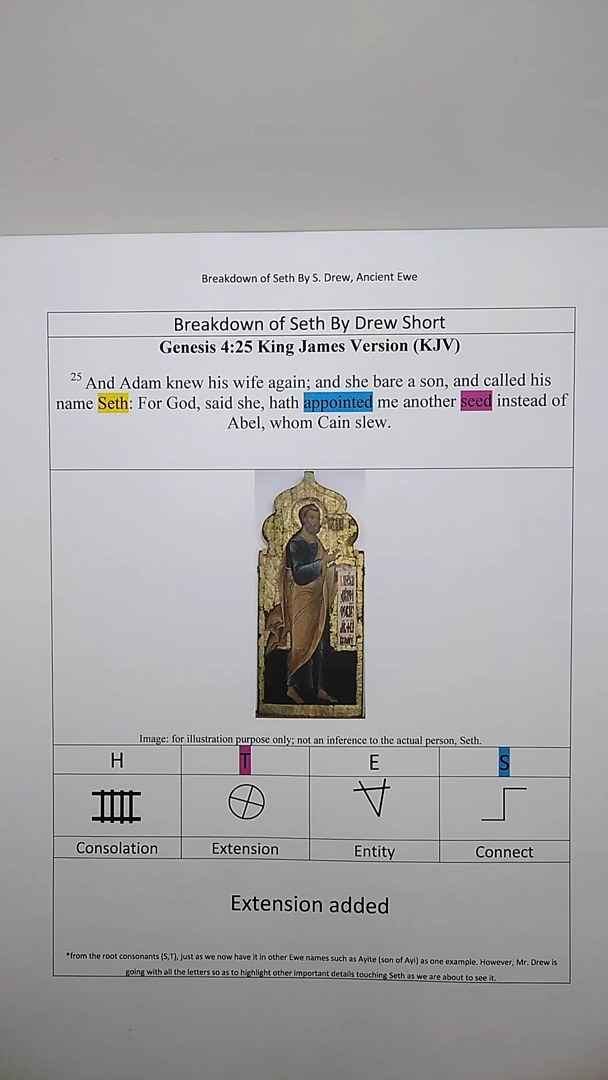 Breakdown of Seth By S. Drew, Ancient Ewe
Breakdown of Seth By Drew Short
Genesis 4:25 King James Version (KJV)
25 And Adam knew his wife again; and she bare a son, and called his
name Seth: For God, said she, hath appointed me another seed instead of
Abel, whom Cain slew.
Image: for illustration purpose only; not an inference to the actual person, Seth.
H T E S
Consolation Extension Entity Connect
Extension added
*from the root consonants (S,T), just as we now have it in other Ewe names such as Ayite (son of Ayi) as one example. However, Mr. Drew is
going with all the letters so as to highlight other important details touching Seth as we are about to see it.